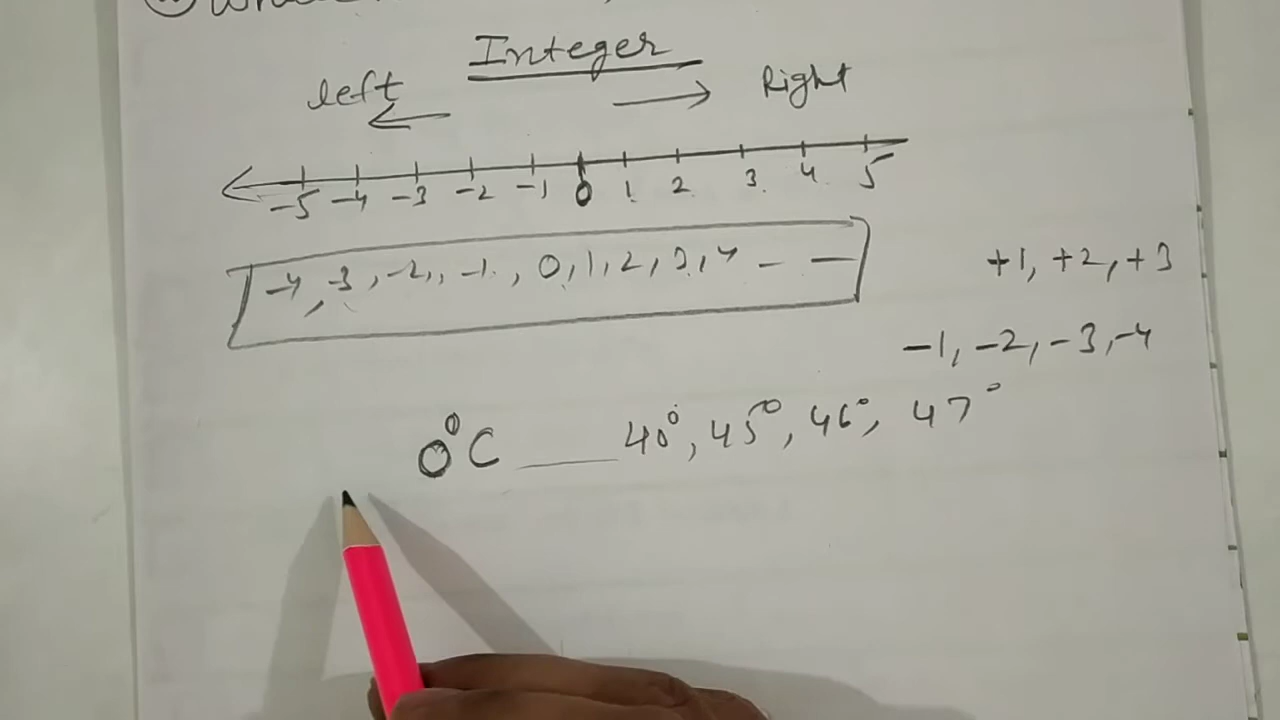 Integer
left ← → Right
-5 -4 -3 -2 -1 0 1 2 3 4 5
-4, -3, -2, -1, 0, 1, 2, 3, 4 - -
+1, +2, +3
-1, -2, -3, -4
0°C __ 40°, 45°, 46°, 47°